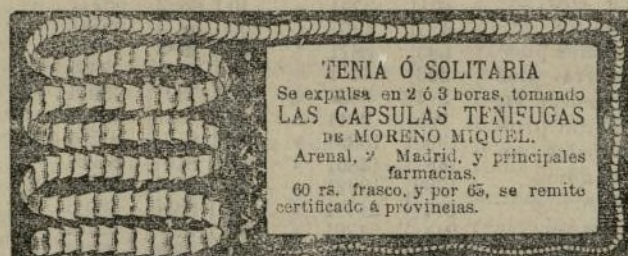 TENIA Ó SOLITARIA
Se expulsa en 2 ó 3 horas, tomando
LAS CAPSULAS TENIFUGAS
DE MORENO MIQUEL.
Arenal, 2 Madrid, y principales
farmacias.
60 rs. frasco, y por 65, se remite
certificado á provincias.